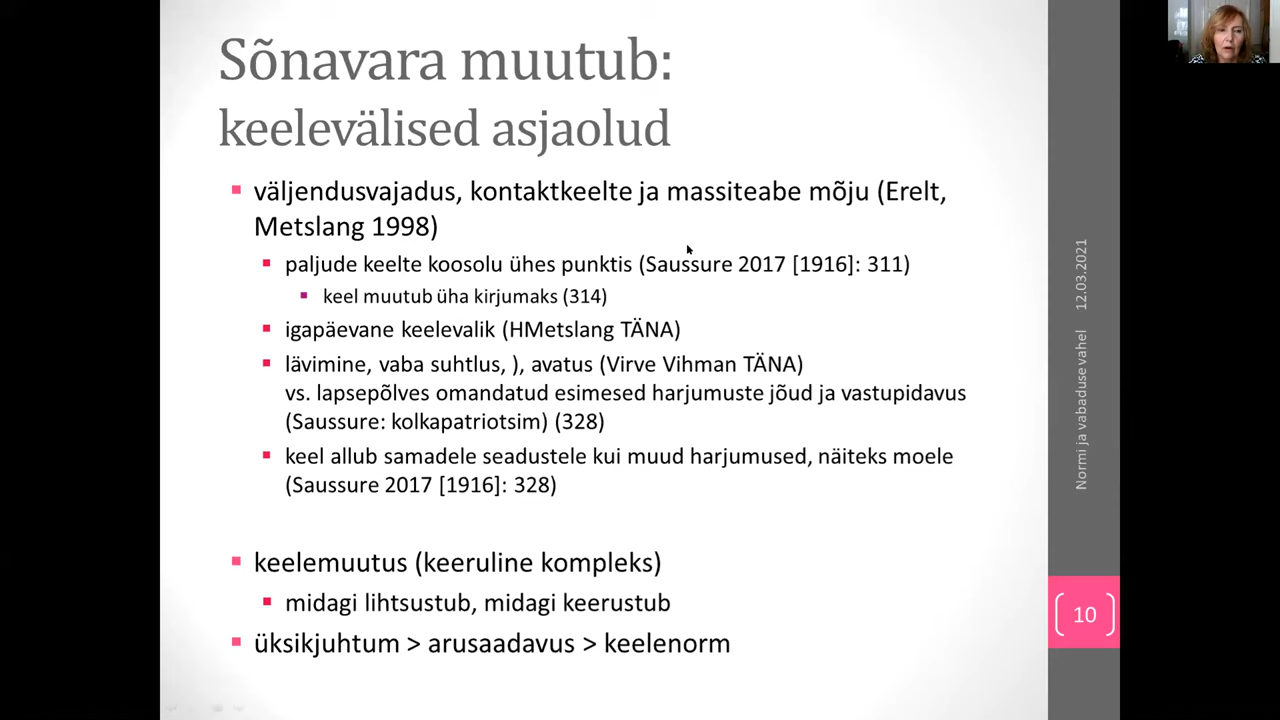 Sõnavara muutub:
keelevälised asjaolud
väljendusvajadus, kontaktkeelte ja massiteabe mõju (Erelt,
Metslang 1998)
paljude keelte koosolu ühes punktis (Saussure 2017 [1916]: 311)
keel muutub üha kirjumaks (314)
igapäevane keelevalik (HMetslang TÄNA)
lävimine, vaba suhtlus, ), avatus (Virve Vihman TÄNA)
vs. lapsepõlves omandatud esimesed harjumuste jõud ja vastupidavus
(Saussure: kolkapatriotsim) (328)
keel allub samadele seadustele kui muud harjumused, näiteks moele
(Saussure 2017 [1916]: 328)
keelemuutus (keeruline kompleks)
midagi lihtsustub, midagi keerustub
üksikjuhtum > arusaadavus > keelenorm
Normi ja vabaduse vahel 12.03.2021
10